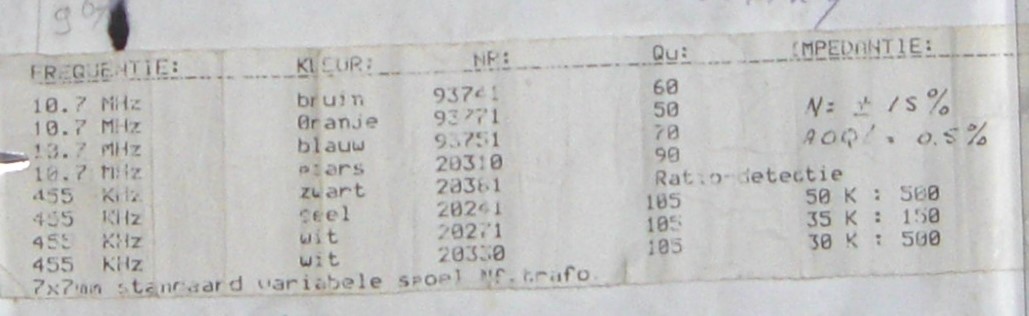 FREQUENTIE: KLEUR: NR: Qu: IMPEDANTIE:
10.7 MHz bruin 93741 60
10.7 MHz Oranje 93771 50 N: ± 15%
10.7 MHz blauw 93751 70 AOQL = 0.5%
10.7 MHz paars 20310 90
455 KHz zwart 20361 Ratio-detectie
455 KHz geel 20241 105 50 K : 500
455 KHz wit 20271 105 35 K : 150
455 KHz wit 20330 105 30 K : 500
7x7mm standaard variabele spoel MF.trafo.